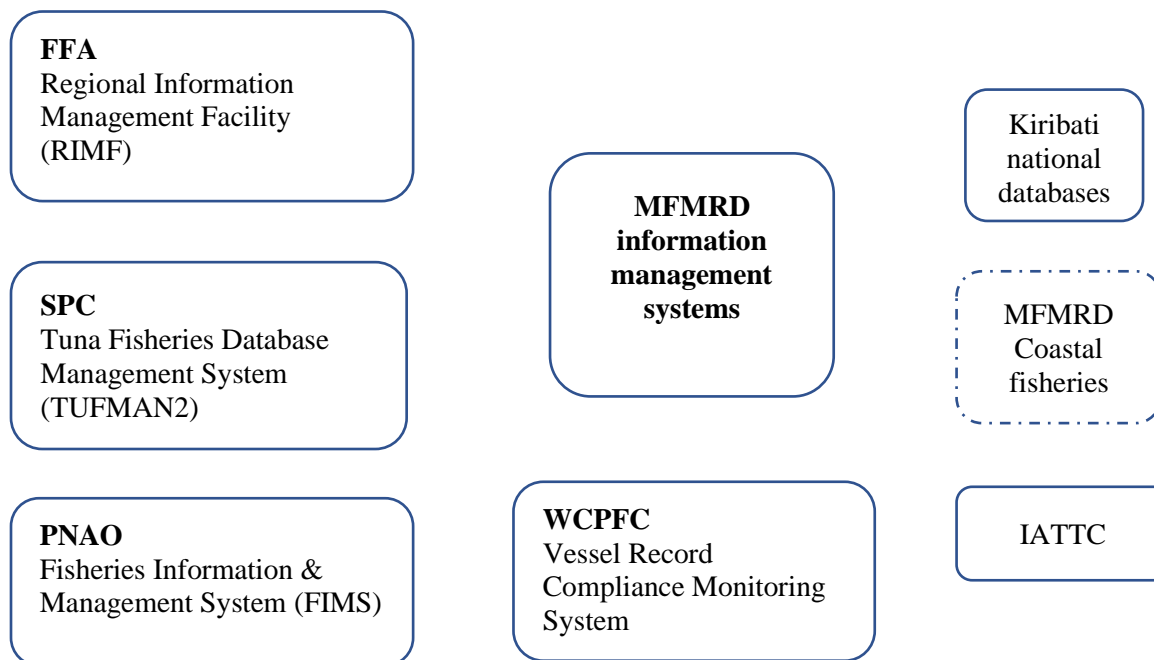 FFA
Regional Information
Management Facility
(RIMF)
SPC
Tuna Fisheries Database
Management System
(TUFMAN2)
PNAO
Fisheries Information &
Management System (FIMS)
MFMRD
information
management
systems
WCPFC
Vessel Record
Compliance Monitoring
System
Kiribati
national
databases
MFMRD
Coastal
fisheries
IATTC